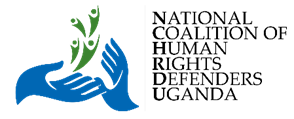 NATIONAL
COALITION OF
HUMAN
RIGHTS
DEFENDERS
UGANDA